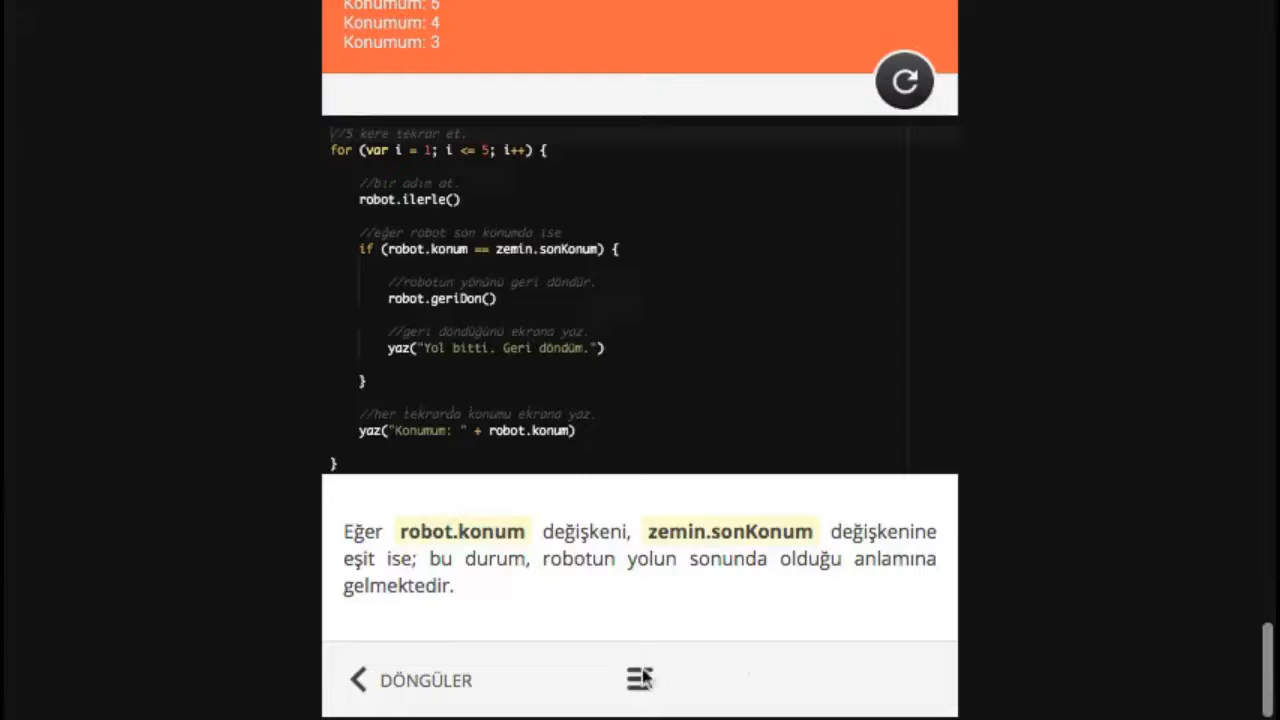 Konumum: 5
Konumum: 4
Konumum: 3
//5 kere tekrar et.
for (var i = 1; i <= 5; i++) {
//bir adım at.
robot.ilerle()
//eğer robot son konumda ise
if (robot.konum == zemin.sonKonum) {
//robotun yönünü geri döndür.
robot.geriDon()
//geri döndüğünü ekrana yaz.
yaz("Yol bitti. Geri döndüm.")
}
//her tekrarda konumu ekrana yaz.
yaz("Konumum: " + robot.konum)
}
Eğer robot.konum değişkeni, zemin.sonKonum değişkenine
eşit ise; bu durum, robotun yolun sonunda olduğu anlamına
gelmektedir.
DÖNGÜLER